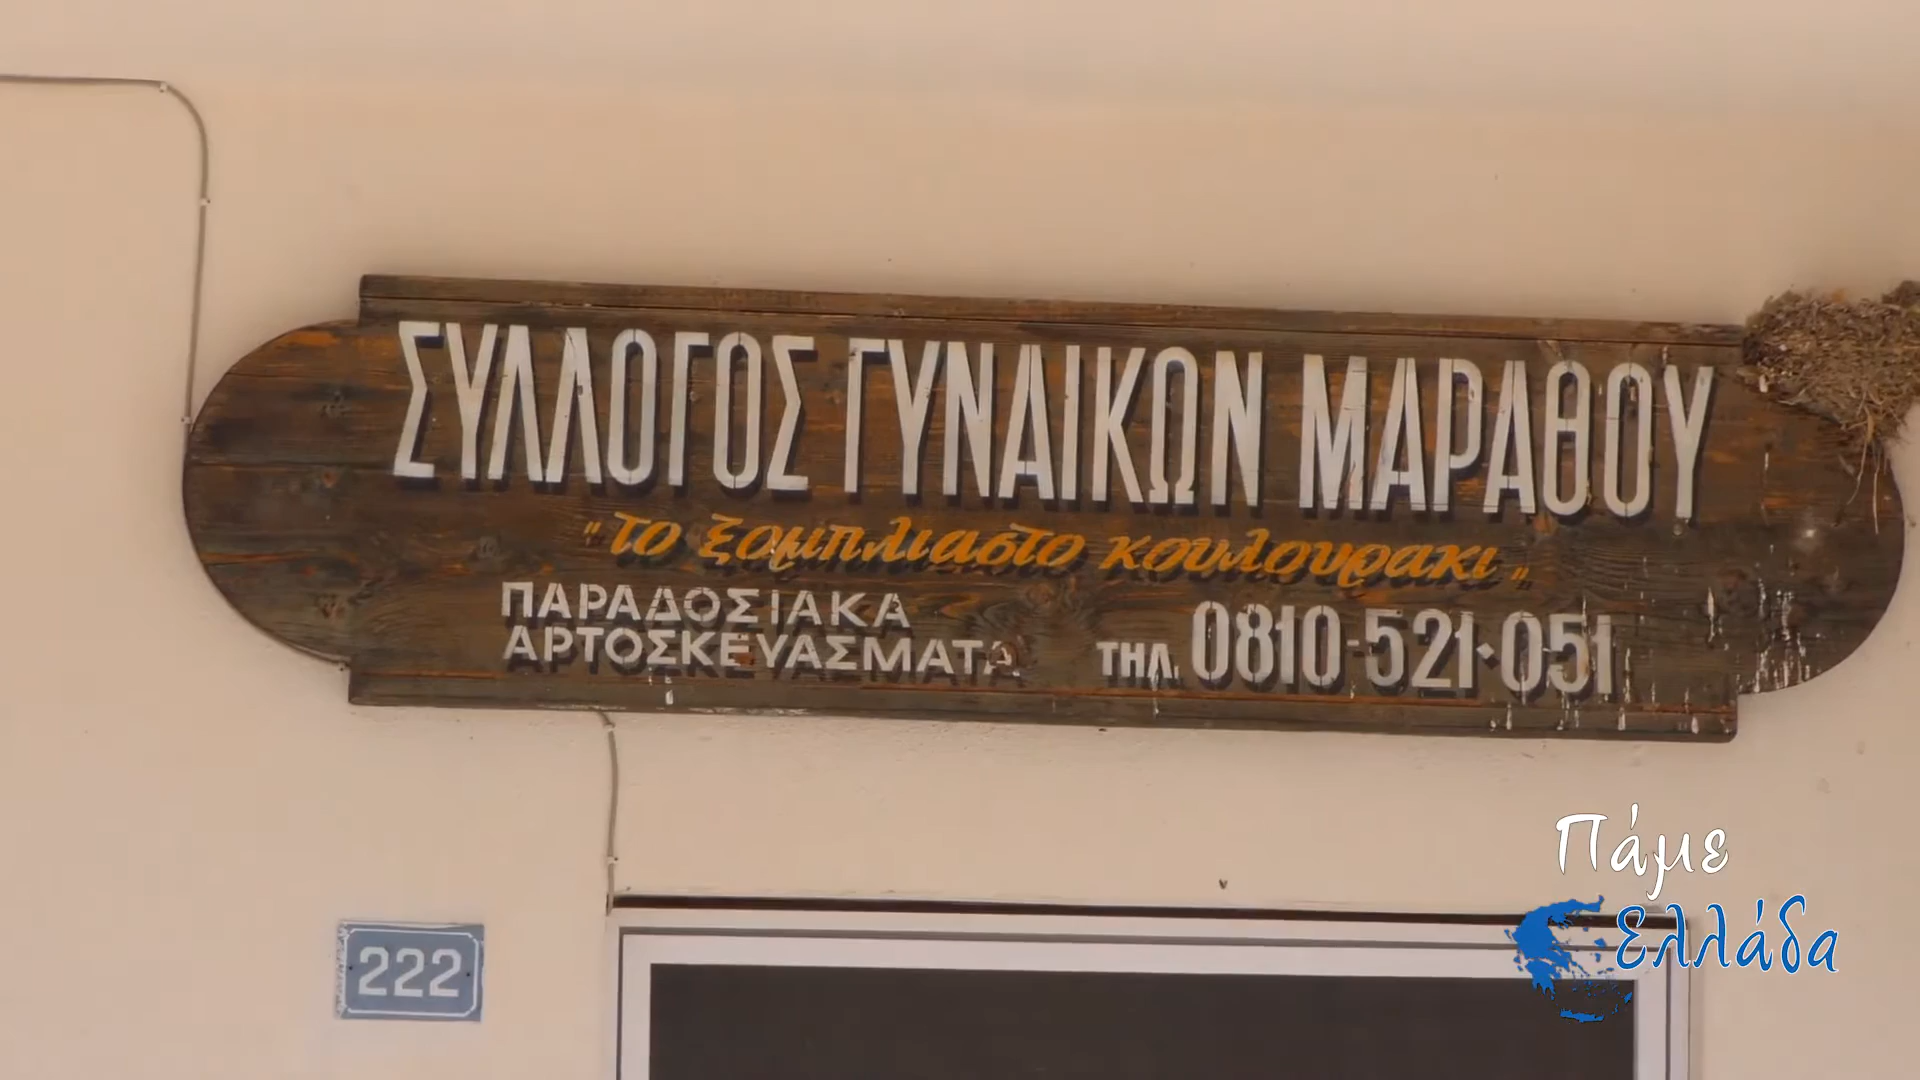 ΣΥΛΛΟΓΟΣ ΓΥΝΑΙΚΩΝ ΜΑΡΑΘΟΥ
"το ξομπλιαστο κουλουρακι"
ΠΑΡΑΔΟΣΙΑΚΑ
ΑΡΤΟΣΚΕΥΑΣΜΑΤΑ
ΤΗΛ. 0810-521·051
222
Πάμε
Ελλάδα